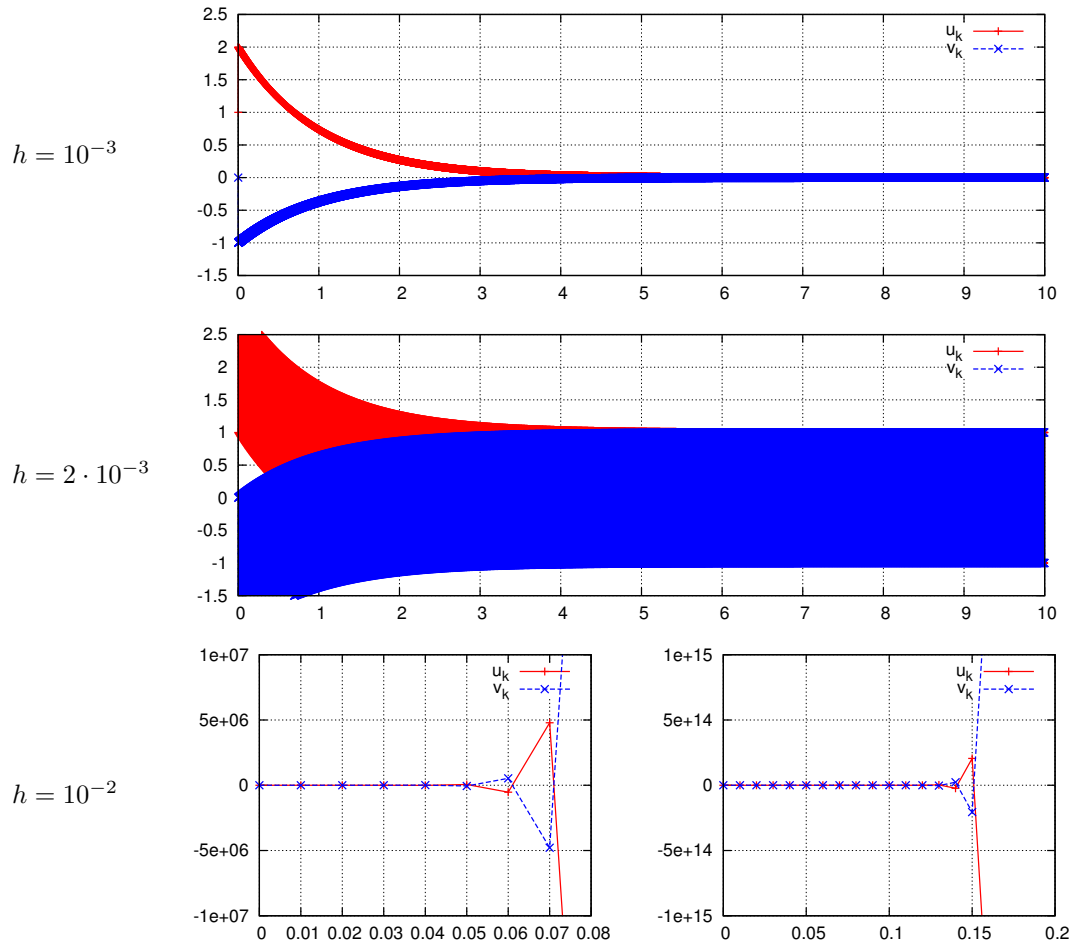 h = 10⁻³
2.5
2
1.5
1
0.5
0
-0.5
-1
-1.5
0 1 2 3 4 5 6 7 8 9 10
u_k
v_k
h = 2 · 10⁻³
2.5
2
1.5
1
0.5
0
-0.5
-1
-1.5
0 1 2 3 4 5 6 7 8 9 10
u_k
v_k
h = 10⁻²
1e+07
5e+06
0
-5e+06
-1e+07
0 0.01 0.02 0.03 0.04 0.05 0.06 0.07 0.08
u_k
v_k
1e+15
5e+14
0
-5e+14
-1e+15
0 0.05 0.1 0.15 0.2
u_k
v_k